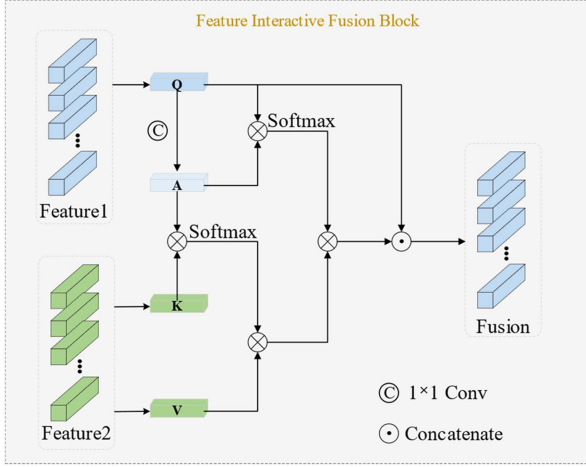 Feature Interactive Fusion Block
Q
Softmax
©
A
Feature1
Softmax
K
Fusion
V
Feature2
© 1×1 Conv
⊙ Concatenate